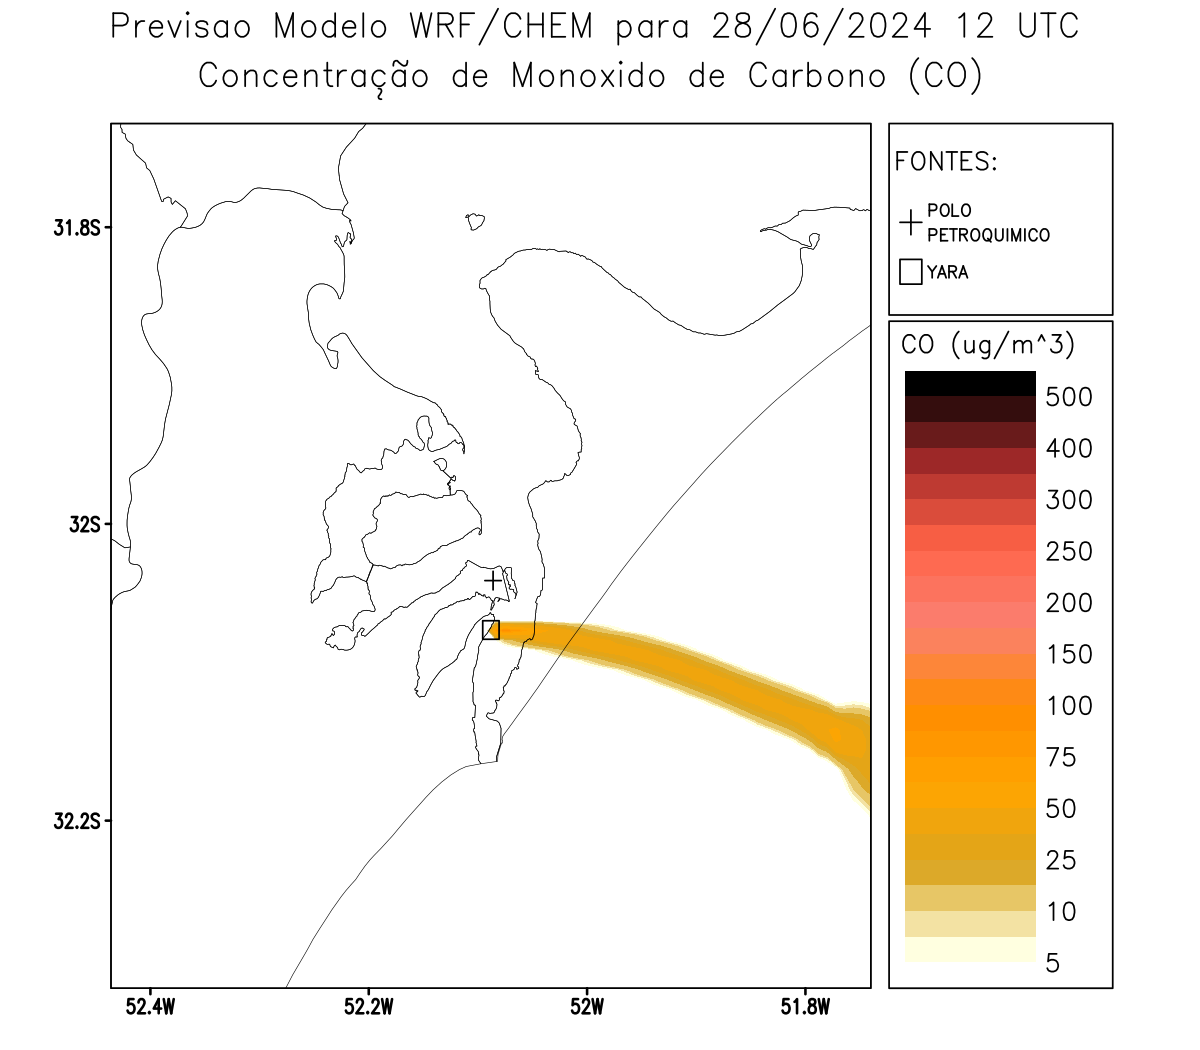 Previsao Modelo WRF/CHEM para 28/06/2024 12 UTC
Concentração de Monoxido de Carbono (CO)
FONTES:
POLO
PETROQUIMICO
YARA
31.8S
32S
32.2S
52.4W
52.2W
52W
51.8W
CO (ug/m^3)
500
400
300
250
200
150
100
75
50
25
10
5